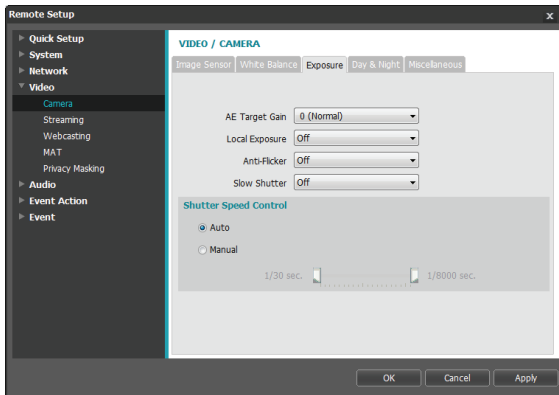 Remote Setup
x
Quick Setup
System
Network
Video
Camera
Streaming
Webcasting
MAT
Privacy Masking
Audio
Event Action
Event
VIDEO / CAMERA
Image Sensor White Balance Exposure Day & Night Miscellaneous
AE Target Gain 0 (Normal)
Local Exposure Off
Anti-Flicker Off
Slow Shutter Off
Shutter Speed Control
Auto
Manual
1/30 sec. 1/8000 sec.
OK Cancel Apply